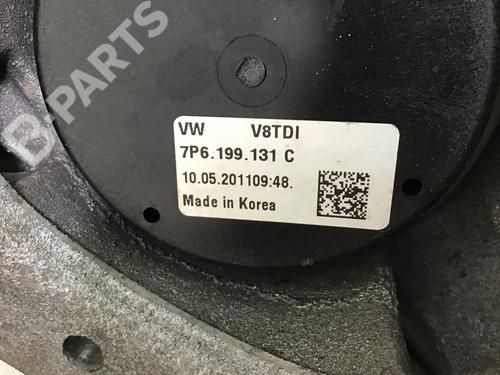 B-PARTS
VW V8TDI
7P6.199.131 C
10.05.201109:48.
Made in Korea